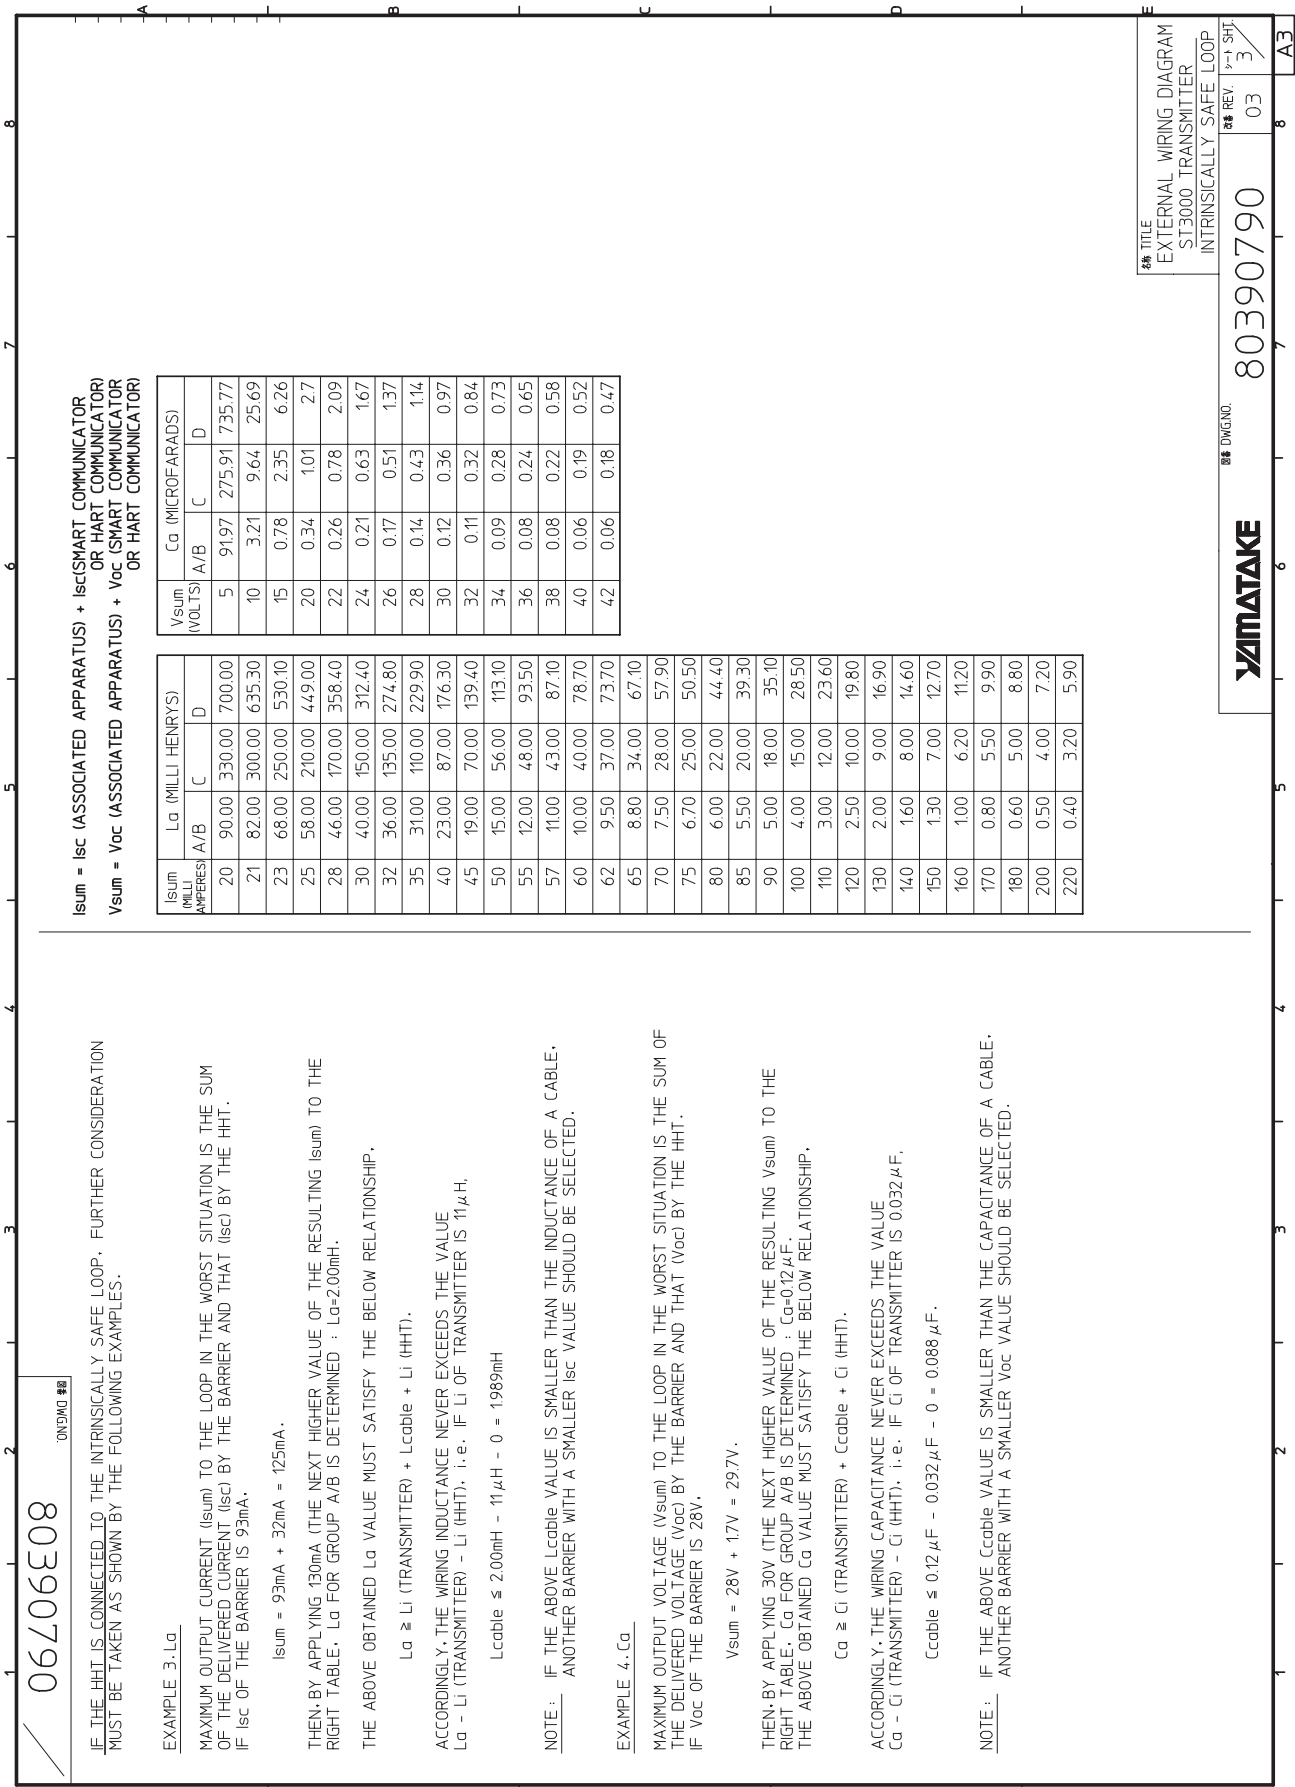 80390790
図番 DWG.NO.
IF THE HHT IS CONNECTED TO THE INTRINSICALLY SAFE LOOP, FURTHER CONSIDERATION
MUST BE TAKEN AS SHOWN BY THE FOLLOWING EXAMPLES.
EXAMPLE 3. La
MAXIMUM OUTPUT CURRENT (Isum) TO THE LOOP IN THE WORST SITUATION IS THE SUM
OF THE DELIVERED CURRENT (Isc) BY THE BARRIER AND THAT (Isc) BY THE HHT.
IF Isc OF THE BARRIER IS 93mA.
Isum = 93mA + 32mA = 125mA.
THEN, BY APPLYING 130mA (THE NEXT HIGHER VALUE OF THE RESULTING Isum) TO THE
RIGHT TABLE, La FOR GROUP A/B IS DETERMINED : La=2.00mH.
THE ABOVE OBTAINED La VALUE MUST SATISFY THE BELOW RELATIONSHIP,
La ≥ Li (TRANSMITTER) + Lcable + Li (HHT).
ACCORDINGLY, THE WIRING INDUCTANCE NEVER EXCEEDS THE VALUE
La - Li (TRANSMITTER) - Li (HHT), i.e. IF Li OF TRANSMITTER IS 11μH,
Lcable ≦ 2.00mH - 11μH - 0 = 1.989mH
NOTE : IF THE ABOVE Lcable VALUE IS SMALLER THAN THE INDUCTANCE OF A CABLE,
ANOTHER BARRIER WITH A SMALLER Isc VALUE SHOULD BE SELECTED.
EXAMPLE 4. Ca
MAXIMUM OUTPUT VOLTAGE (Vsum) TO THE LOOP IN THE WORST SITUATION IS THE SUM OF
THE DELIVERED VOLTAGE (Voc) BY THE BARRIER AND THAT (Voc) BY THE HHT.
IF Voc OF THE BARRIER IS 28V,
Vsum = 28V + 1.7V = 29.7V.
THEN, BY APPLYING 30V (THE NEXT HIGHER VALUE OF THE RESULTING Vsum) TO THE
RIGHT TABLE, Ca FOR GROUP A/B IS DETERMINED : Ca=0.12μF.
THE ABOVE OBTAINED Ca VALUE MUST SATISFY THE BELOW RELATIONSHIP,
Ca ≥ Ci (TRANSMITTER) + Ccable + Ci (HHT).
ACCORDINGLY, THE WIRING CAPACITANCE NEVER EXCEEDS THE VALUE
Ca - Ci (TRANSMITTER) - Ci (HHT), i.e. IF Ci OF TRANSMITTER IS 0.032μF,
Ccable ≦ 0.12μF - 0.032μF - 0 = 0.088μF.
NOTE : IF THE ABOVE Ccable VALUE IS SMALLER THAN THE CAPACITANCE OF A CABLE,
ANOTHER BARRIER WITH A SMALLER Voc VALUE SHOULD BE SELECTED.
Isum = Isc (ASSOCIATED APPARATUS) + Isc(SMART COMMUNICATOR
OR HART COMMUNICATOR)
Vsum = Voc (ASSOCIATED APPARATUS) + Voc (SMART COMMUNICATOR
OR HART COMMUNICATOR)
Isum (MILLI AMPERES) La (MILLI HENRYS)
A/B C D
20 90.00 330.00 700.00
21 82.00 300.00 635.30
23 68.00 250.00 530.10
25 58.00 210.00 449.00
28 46.00 170.00 358.40
30 40.00 150.00 312.40
32 36.00 135.00 274.80
35 31.00 110.00 229.90
40 23.00 87.00 176.30
45 19.00 70.00 139.40
50 15.00 56.00 113.10
55 12.00 48.00 93.50
57 11.00 43.00 87.10
60 10.00 40.00 78.70
62 9.50 37.00 73.70
65 8.80 34.00 67.10
70 7.50 28.00 57.90
75 6.70 25.00 50.50
80 6.00 22.00 44.40
85 5.50 20.00 39.30
90 5.00 18.00 35.10
100 4.00 15.00 28.50
110 3.00 12.00 23.60
120 2.50 10.00 19.80
130 2.00 9.00 16.90
140 1.60 8.00 14.60
150 1.30 7.00 12.70
160 1.00 6.20 11.20
170 0.80 5.50 9.90
180 0.60 5.00 8.80
200 0.50 4.00 7.20
220 0.40 3.20 5.90
Vsum (VOLTS) Ca (MICROFARADS)
A/B C D
5 91.97 275.91 735.77
10 3.21 9.64 25.69
15 0.78 2.35 6.26
20 0.34 1.01 2.7
22 0.26 0.78 2.09
24 0.21 0.63 1.67
26 0.17 0.51 1.37
28 0.14 0.43 1.14
30 0.12 0.36 0.97
32 0.11 0.32 0.84
34 0.09 0.28 0.73
36 0.08 0.24 0.65
38 0.08 0.22 0.58
40 0.06 0.19 0.52
42 0.06 0.18 0.47
名称 TITLE
EXTERNAL WIRING DIAGRAM
ST3000 TRANSMITTER
INTRINSICALLY SAFE LOOP
YAMATAKE
図番 DWG.NO.
80390790
改番 REV.
03
シート SHT.
3/
A3
1 2 3 4 5 6 7 8
1 2 3 4 5 6 7 8
A B C D E